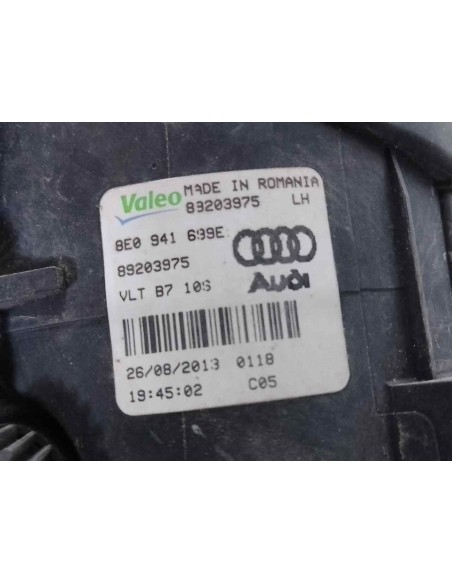 Valeo MADE IN ROMANIA
89203975 LH
8E0 941 699E
89203975
VLT B7 10S
Audi
26/08/2013 0118
19:45:02 C05